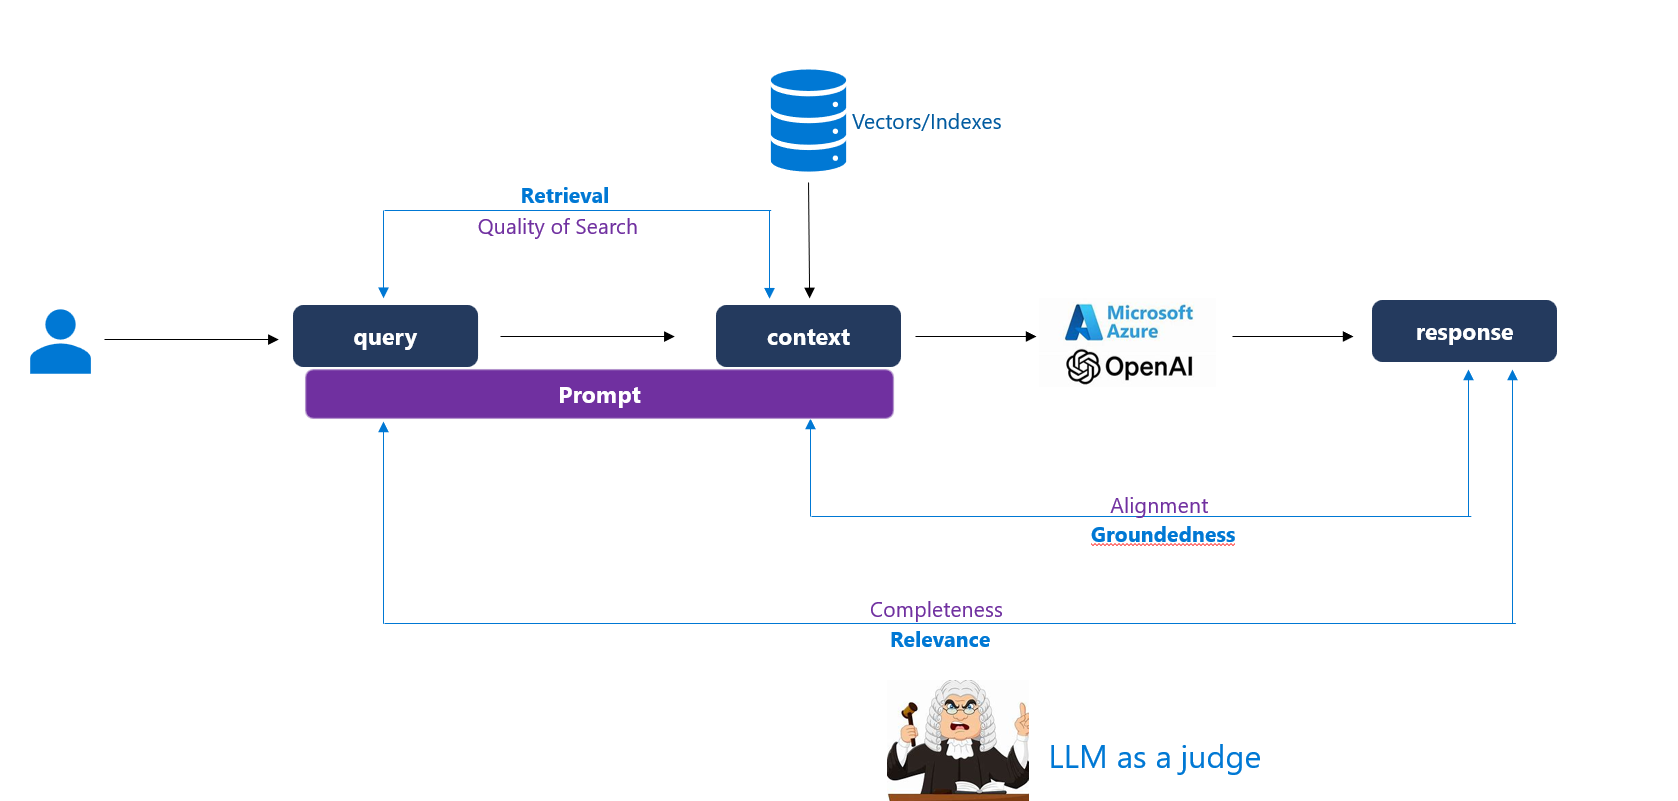 Vectors/Indexes
Retrieval
Quality of Search
query
context
Microsoft
Azure
OpenAI
response
Prompt
Alignment
Groundedness
Completeness
Relevance
LLM as a judge